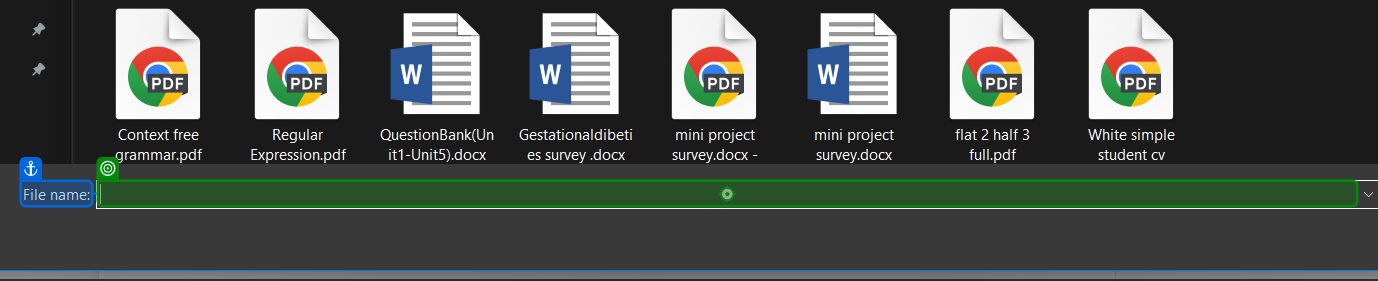 PDF PDF W W PDF W PDF PDF
Context free grammar.pdf
Regular Expression.pdf
QuestionBank(Unit1-Unit5).docx
Gestationaldibeties survey .docx
mini project survey.docx -
mini project survey.docx
flat 2 half 3 full.pdf
White simple student cv
File name: